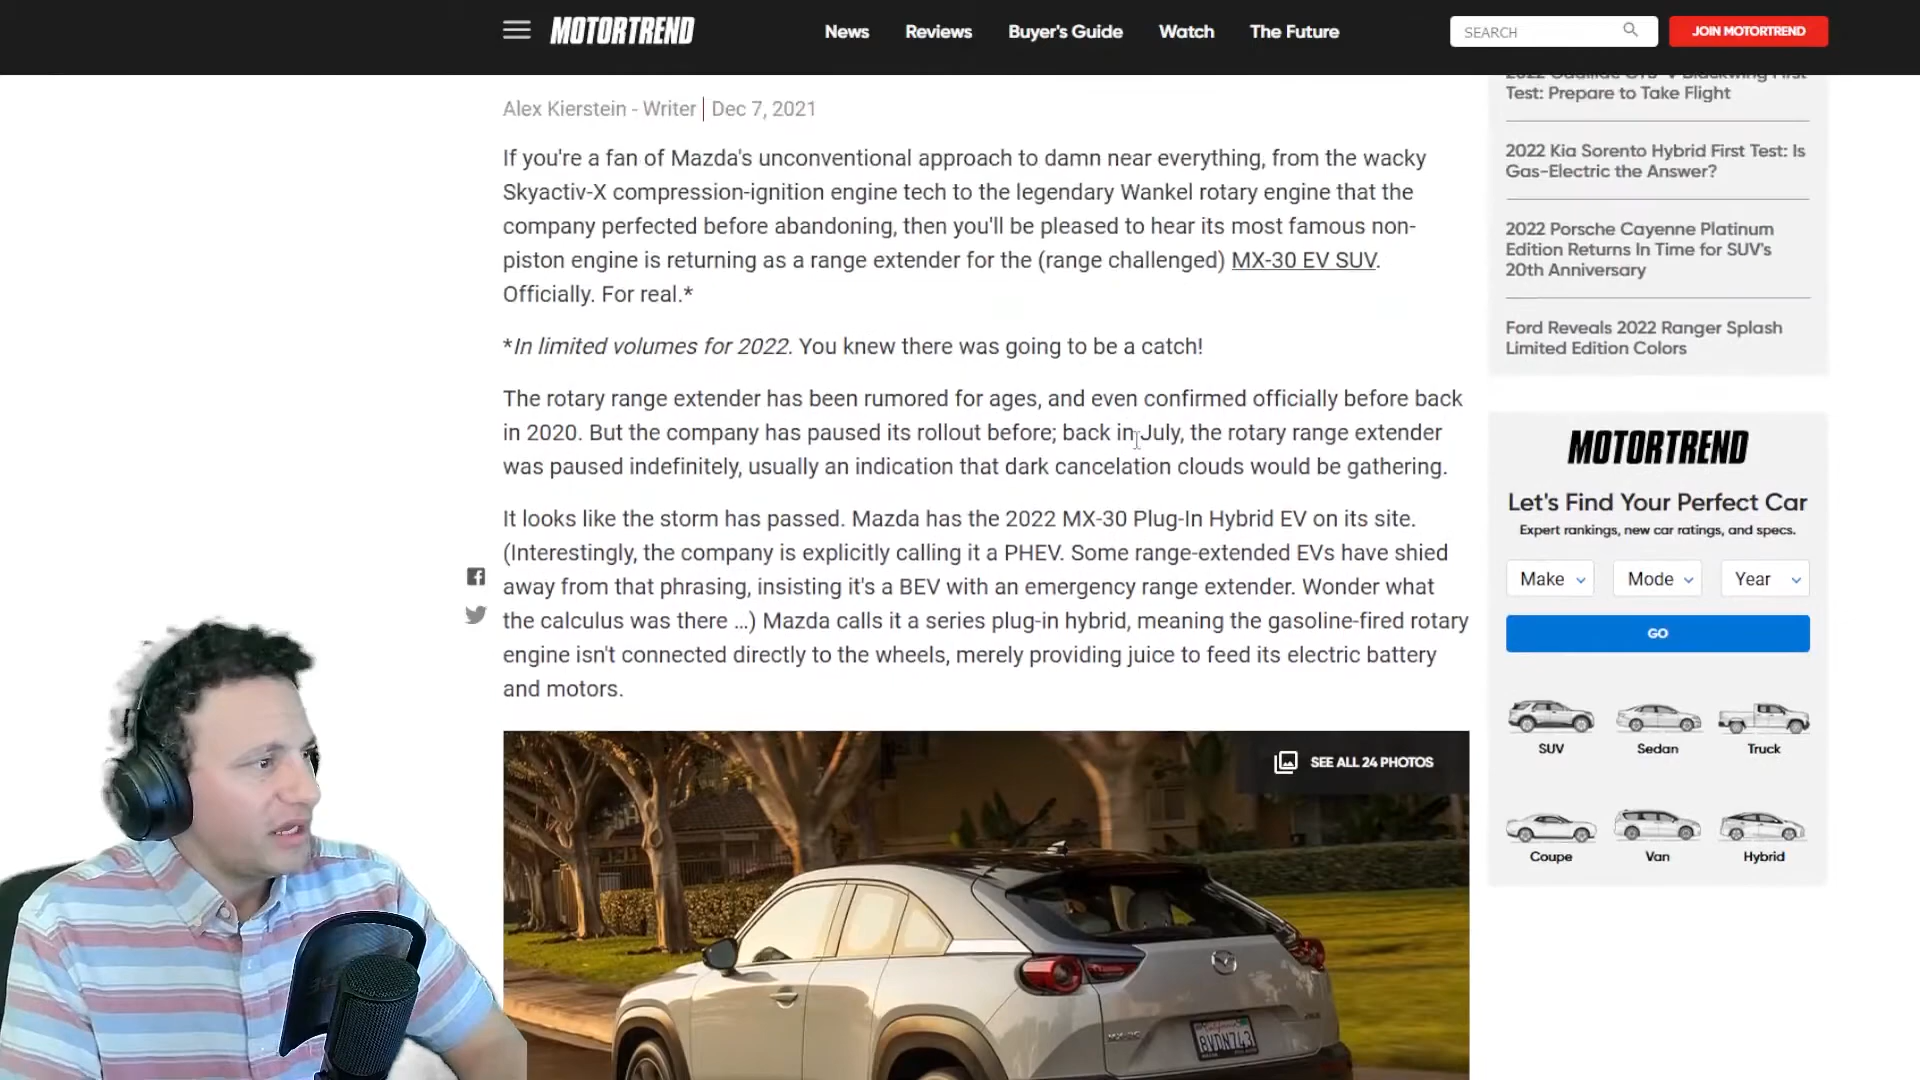 MOTORTREND
News
Reviews
Buyer's Guide
Watch
The Future
SEARCH
JOIN MOTORTREND
Alex Kierstein - Writer | Dec 7, 2021
If you're a fan of Mazda's unconventional approach to damn near everything, from the wacky
Skyactiv-X compression-ignition engine tech to the legendary Wankel rotary engine that the
company perfected before abandoning, then you'll be pleased to hear its most famous non-
piston engine is returning as a range extender for the (range challenged) MX-30 EV SUV.
Officially. For real.*
*In limited volumes for 2022. You knew there was going to be a catch!
The rotary range extender has been rumored for ages, and even confirmed officially before back
in 2020. But the company has paused its rollout before; back in July, the rotary range extender
was paused indefinitely, usually an indication that dark cancelation clouds would be gathering.
It looks like the storm has passed. Mazda has the 2022 MX-30 Plug-In Hybrid EV on its site.
(Interestingly, the company is explicitly calling it a PHEV. Some range-extended EVs have shied
away from that phrasing, insisting it's a BEV with an emergency range extender. Wonder what
the calculus was there ...) Mazda calls it a series plug-in hybrid, meaning the gasoline-fired rotary
engine isn't connected directly to the wheels, merely providing juice to feed its electric battery
and motors.
SEE ALL 24 PHOTOS
MX-30
California
2022 Cadillac CT5-V Blackwing First
Test: Prepare to Take Flight
2022 Kia Sorento Hybrid First Test: Is
Gas-Electric the Answer?
2022 Porsche Cayenne Platinum
Edition Returns In Time for SUV's
20th Anniversary
Ford Reveals 2022 Ranger Splash
Limited Edition Colors
MOTORTREND
Let's Find Your Perfect Car
Expert rankings, new car ratings, and specs.
Make
Mode
Year
GO
SUV
Sedan
Truck
Coupe
Van
Hybrid